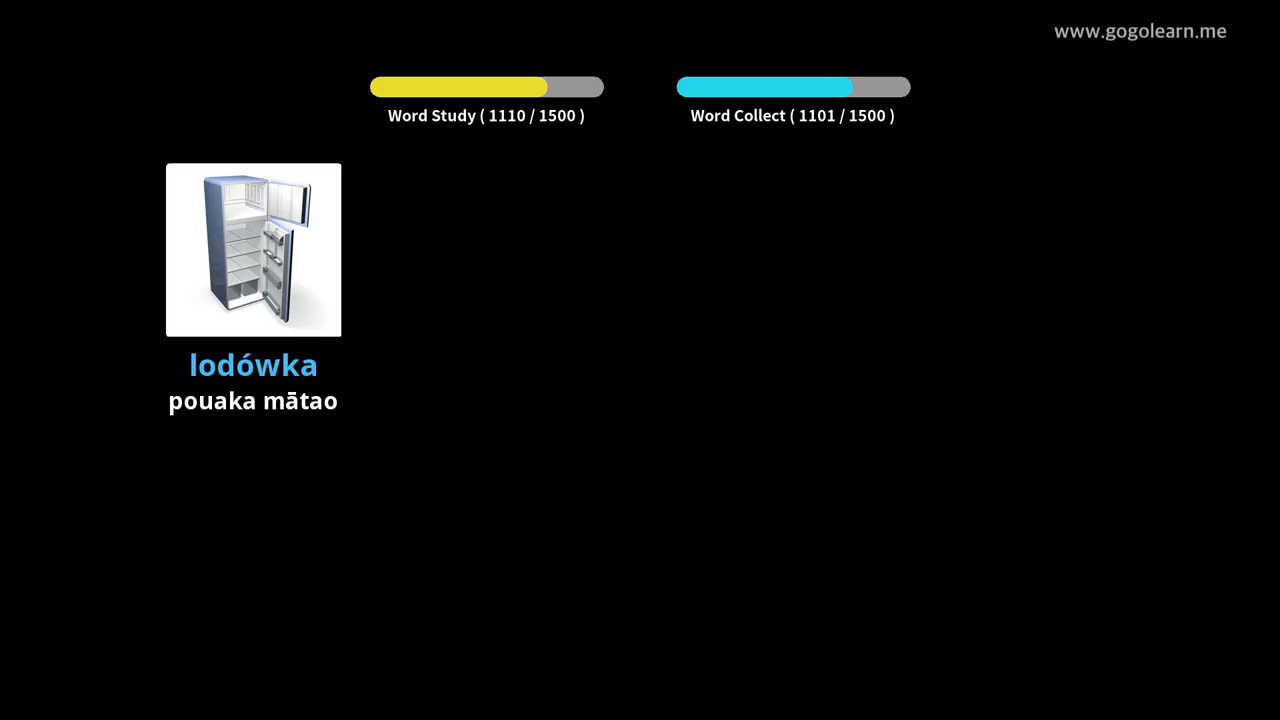 www.gogolearn.me
Word Study ( 1110 / 1500 )
Word Collect ( 1101 / 1500 )
lodówka
pouaka mātao